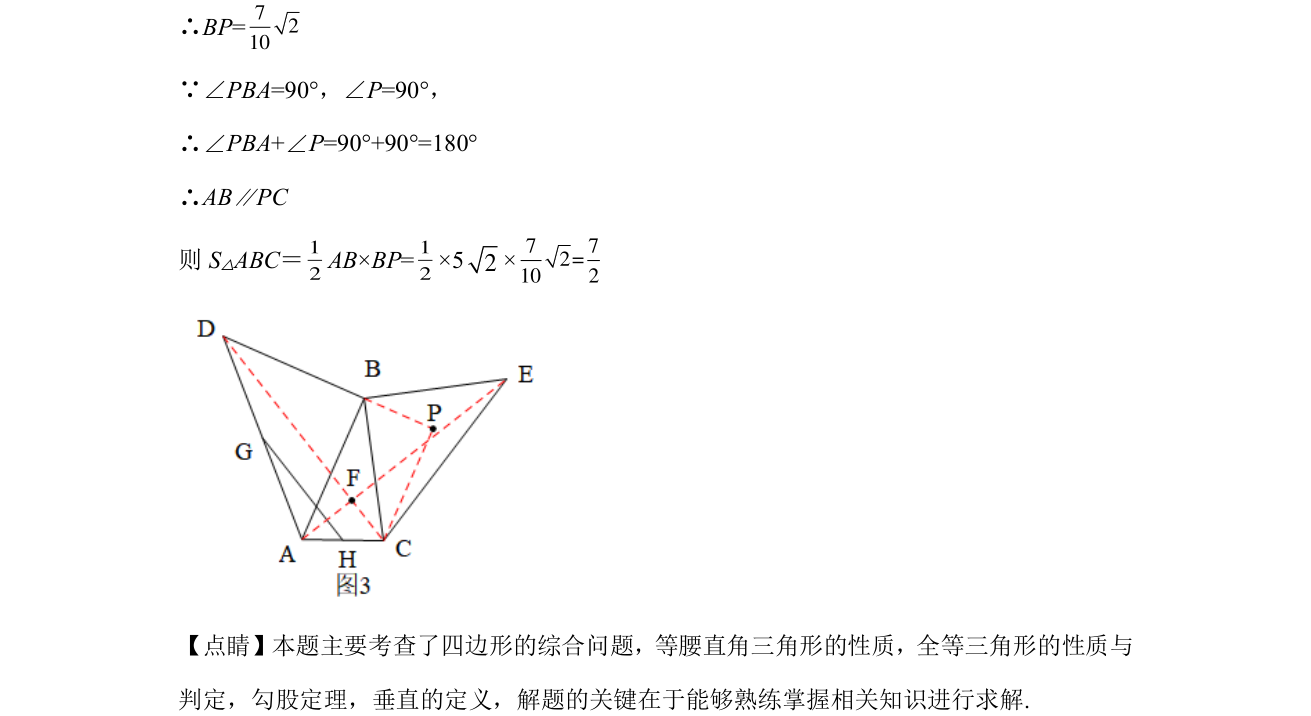 ∴BP=7/10√2
∵∠PBA=90°，∠P=90°，
∴∠PBA+∠P=90°+90°=180°
∴AB∥PC
则 S△ABC＝1/2 AB×BP=1/2×5√2×7/10√2=7/2
D
B
E
P
G
F
A
H
C
图3
【点睛】本题主要考查了四边形的综合问题，等腰直角三角形的性质，全等三角形的性质与
判定，勾股定理，垂直的定义，解题的关键在于能够熟练掌握相关知识进行求解.